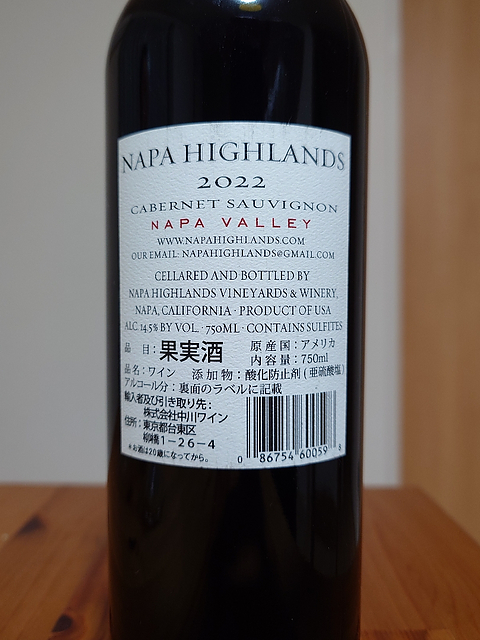 NAPA HIGHLANDS
2022
CABERNET SAUVIGNON
NAPA VALLEY
WWW.NAPAHIGHLANDS.COM
OUR EMAIL: NAPAHIGHLANDS@GMAIL.COM
CELLARED AND BOTTLED BY
NAPA HIGHLANDS VINEYARDS & WINERY,
NAPA, CALIFORNIA · PRODUCT OF USA
ALC. 14.5% BY VOL. · 750ML · CONTAINS SULFITES
品 目:果実酒 原産国:アメリカ
内容量:750ml
品名:ワイン 添加物:酸化防止剤(亜硫酸塩)
アルコール分:裏面のラベルに記載
輸入者及び引き取り先:
株式会社中川ワイン
住所:東京都台東区
柳橋1-26-4
*お酒は20歳になってから。
0 86754 60059 8